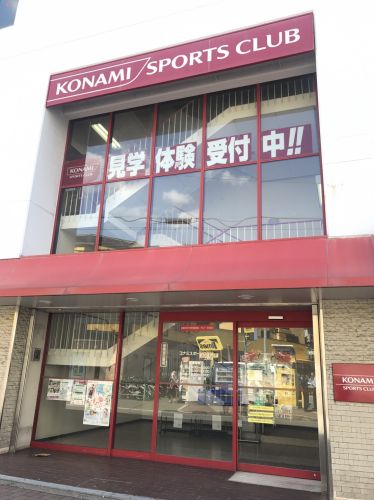 KONAMI SPORTS CLUB
KONAMI
SPORTS CLUB
見学 体験 受付 中!!
KONAMI
SPORTS CLUB